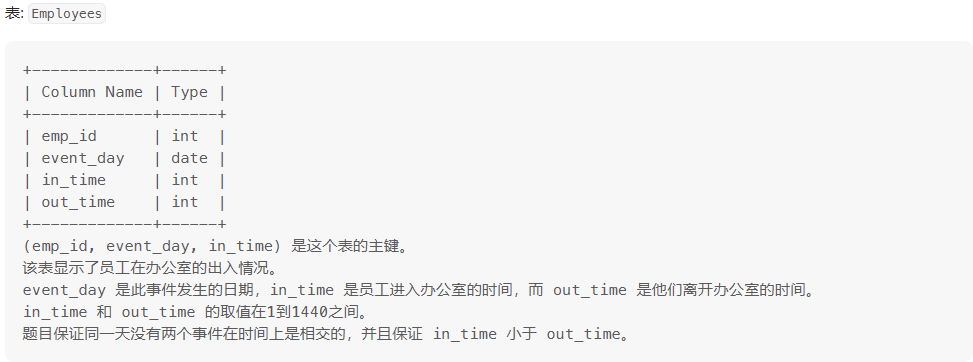 表: Employees
+-------------+------+
| Column Name | Type |
+-------------+------+
| emp_id      | int  |
| event_day   | date |
| in_time     | int  |
| out_time    | int  |
+-------------+------+
(emp_id, event_day, in_time) 是这个表的主键。
该表显示了员工在办公室的出入情况。
event_day 是此事件发生的日期，in_time 是员工进入办公室的时间，而 out_time 是他们离开办公室的时间。
in_time 和 out_time 的取值在1到1440之间。
题目保证同一天没有两个事件在时间上是相交的，并且保证 in_time 小于 out_time。